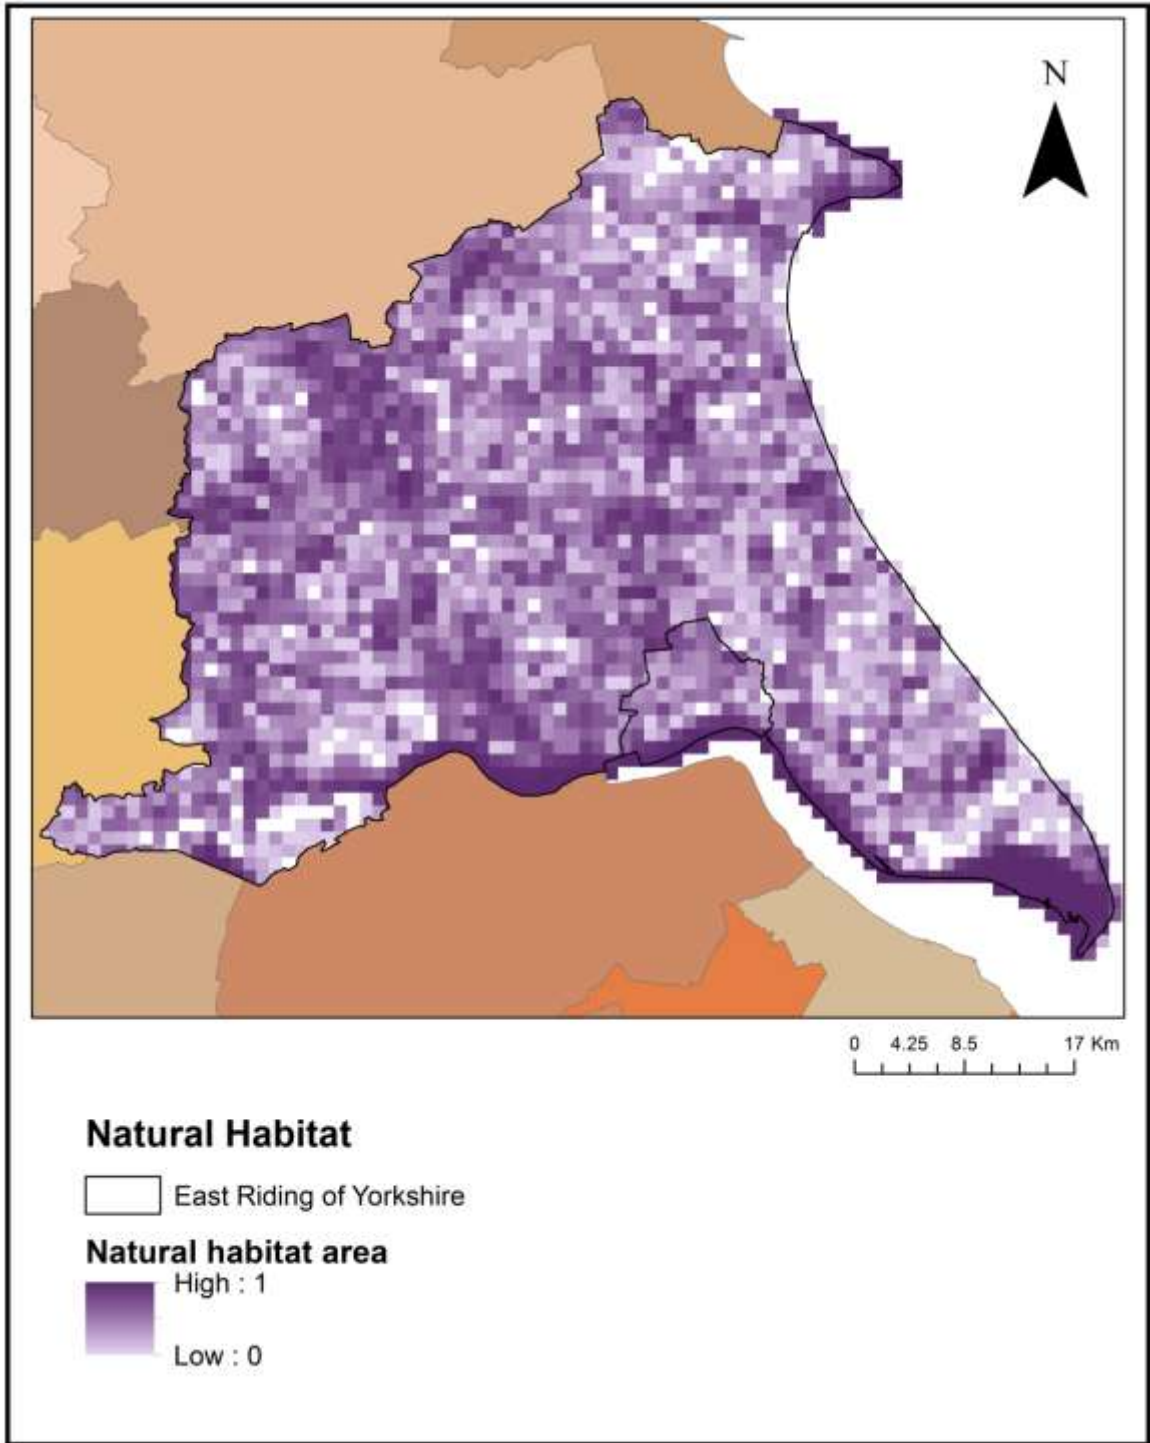 N
0 4.25 8.5 17 Km
Natural Habitat
East Riding of Yorkshire
Natural habitat area
High : 1
Low : 0